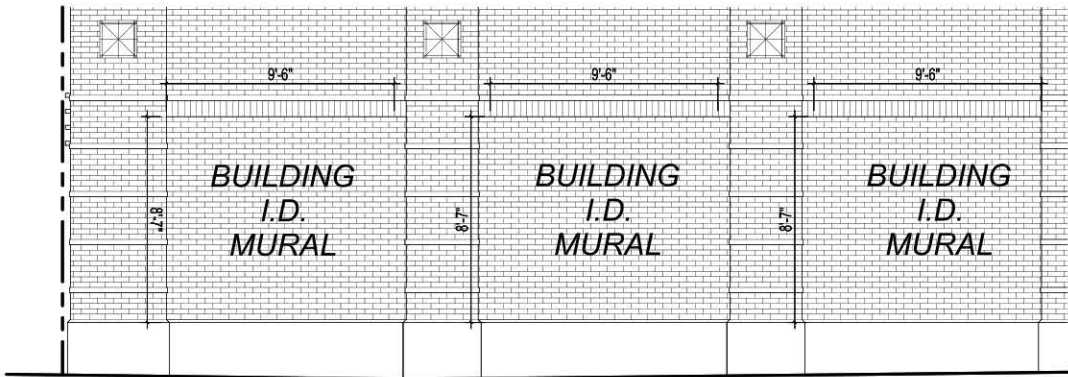 9'-6"
9'-6"
9'-6"
BUILDING
I.D.
MURAL
8'-7"
BUILDING
I.D.
MURAL
8'-7"
BUILDING
I.D.
MURAL
8'-7"